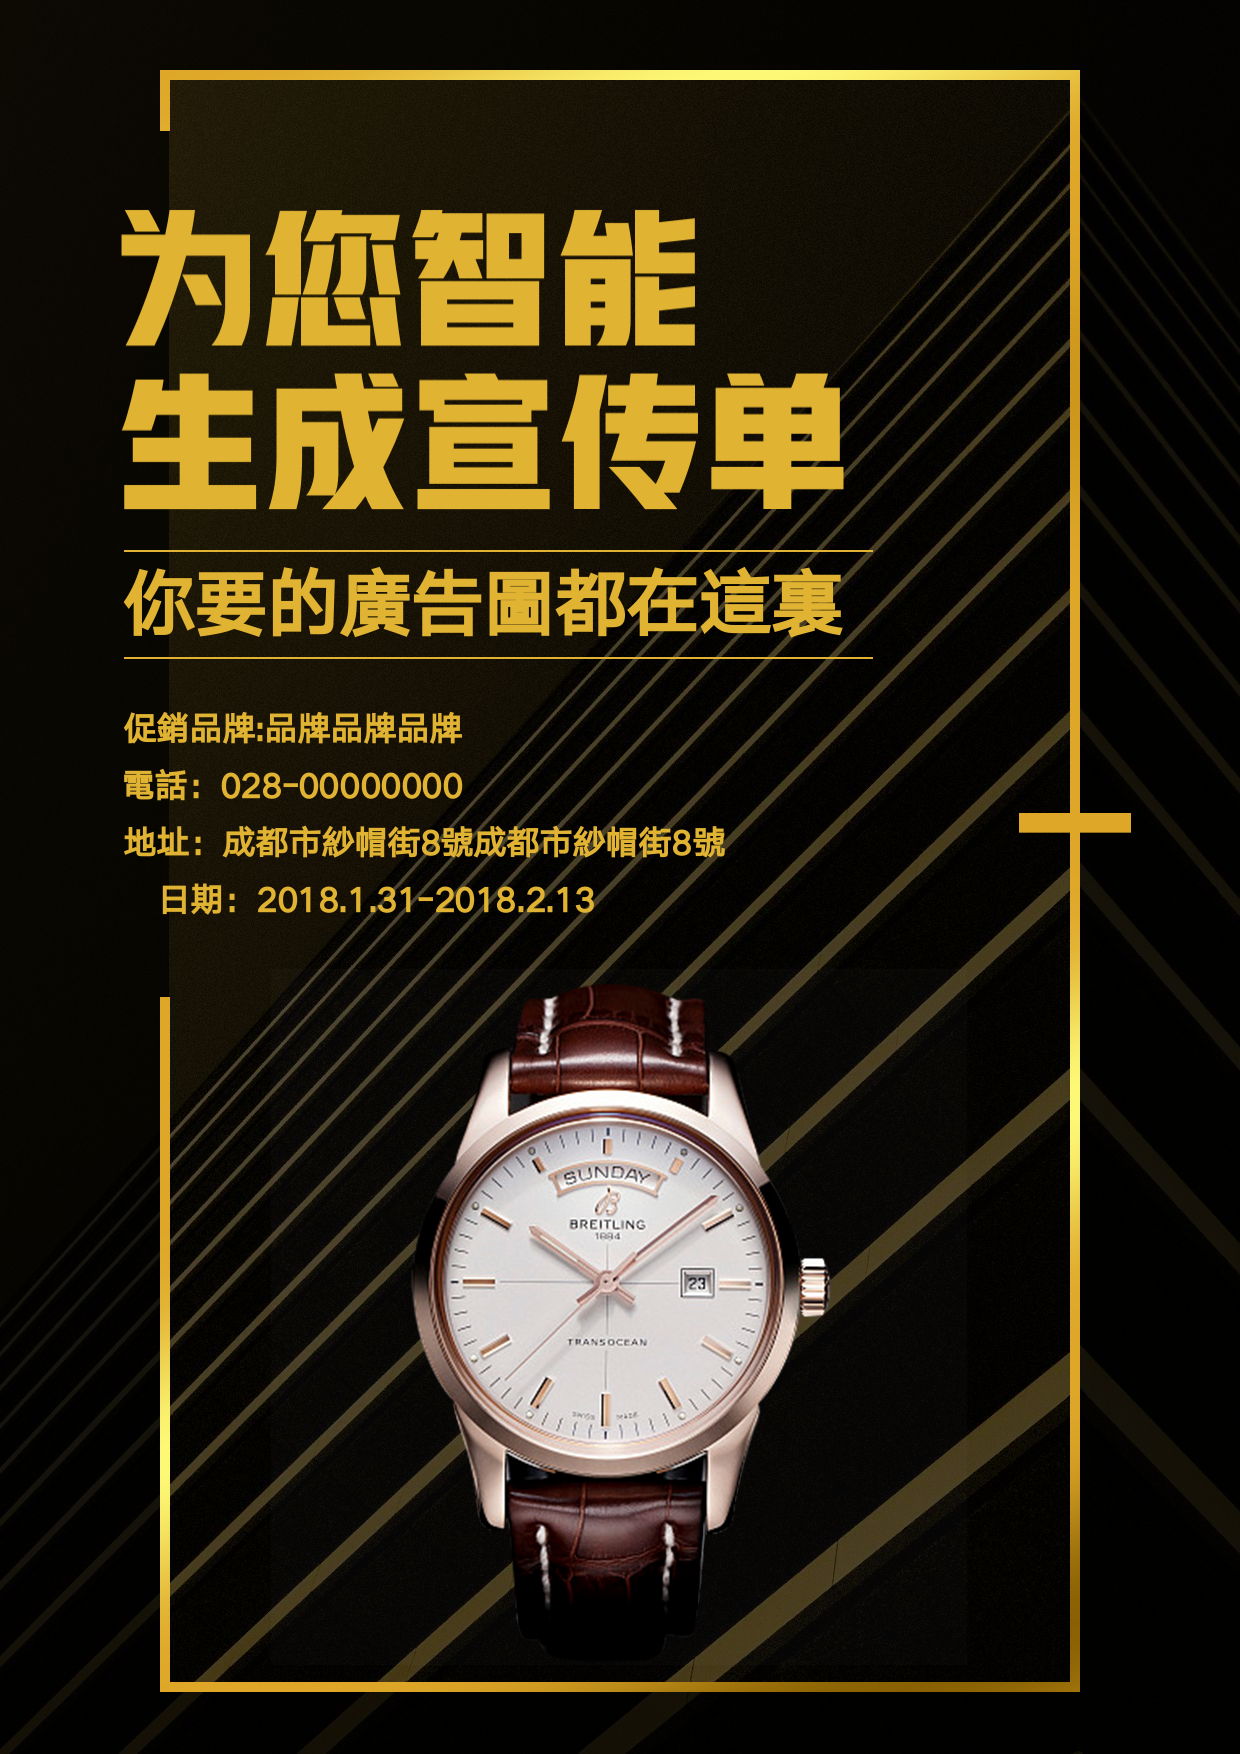 为您智能
生成宣传单
你要的廣告圖都在這裏
促銷品牌:品牌品牌品牌
電話：028-00000000
地址：成都市紗帽街8號成都市紗帽街8號
日期：2018.1.31-2018.2.13
SUNDAY
B
BREITLING
1884
23
TRANSOCEAN
SWISS MADE